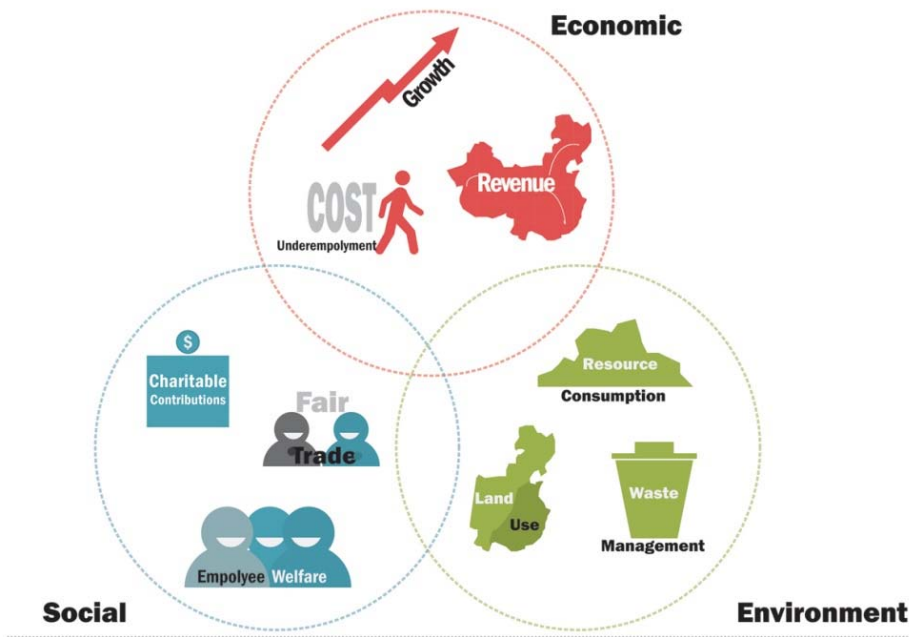 Economic
Growth
Revenue
COST
Underempolyment
$
Charitable
Contributions
Fair
Trade
Empolyee Welfare
Social
Resource
Consumption
Land
Use
Waste
Management
Environment